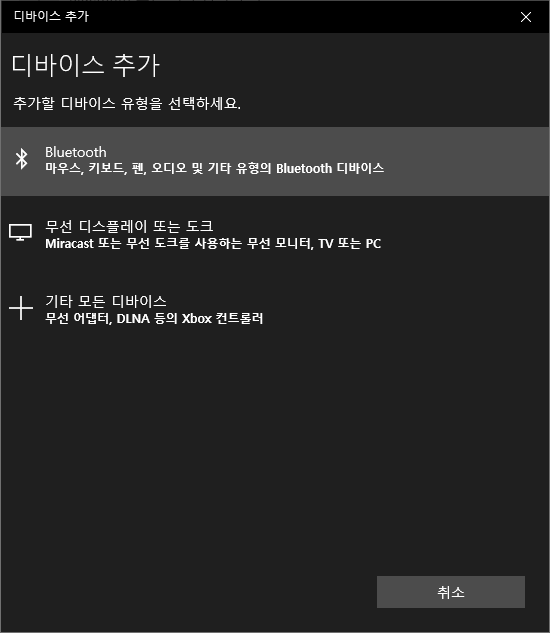 디바이스 추가
디바이스 추가
추가할 디바이스 유형을 선택하세요.
Bluetooth
마우스, 키보드, 펜, 오디오 및 기타 유형의 Bluetooth 디바이스
무선 디스플레이 또는 도크
Miracast 또는 무선 도크를 사용하는 무선 모니터, TV 또는 PC
기타 모든 디바이스
무선 어댑터, DLNA 등의 Xbox 컨트롤러
취소